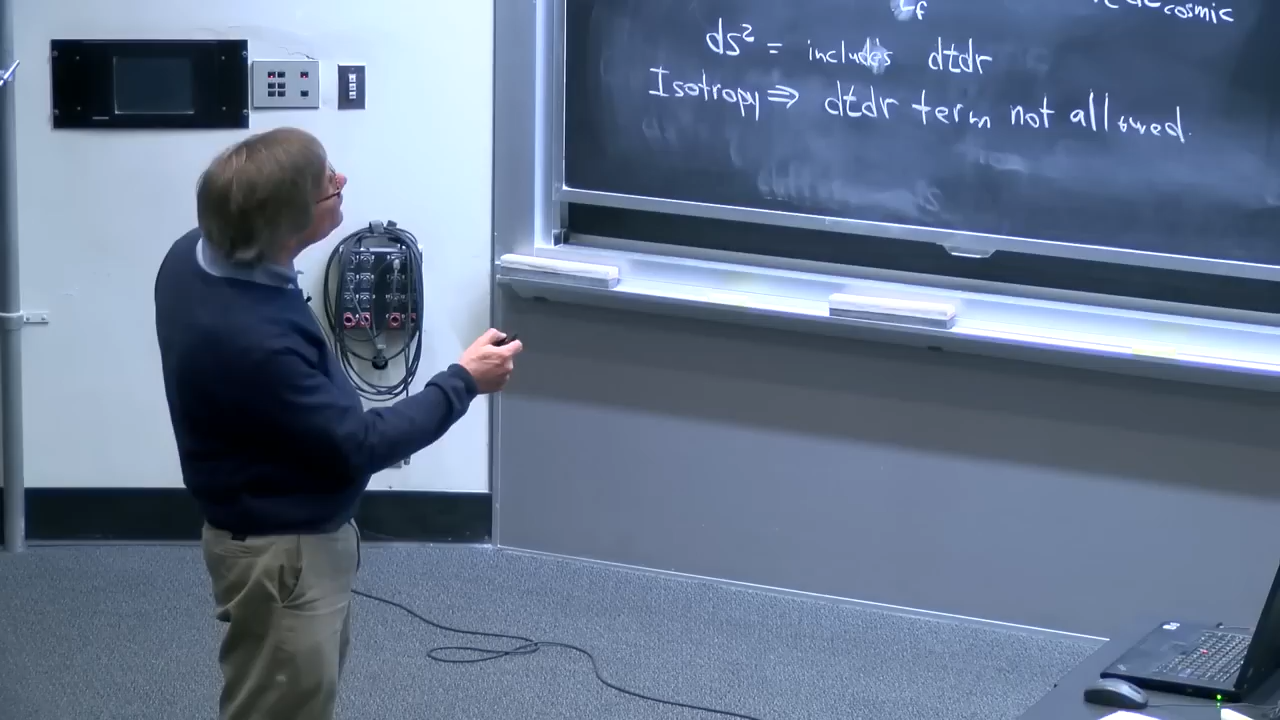 cosmic
ds² = includes dtdr
Isotropy ⇒ dtdr term not allowed.